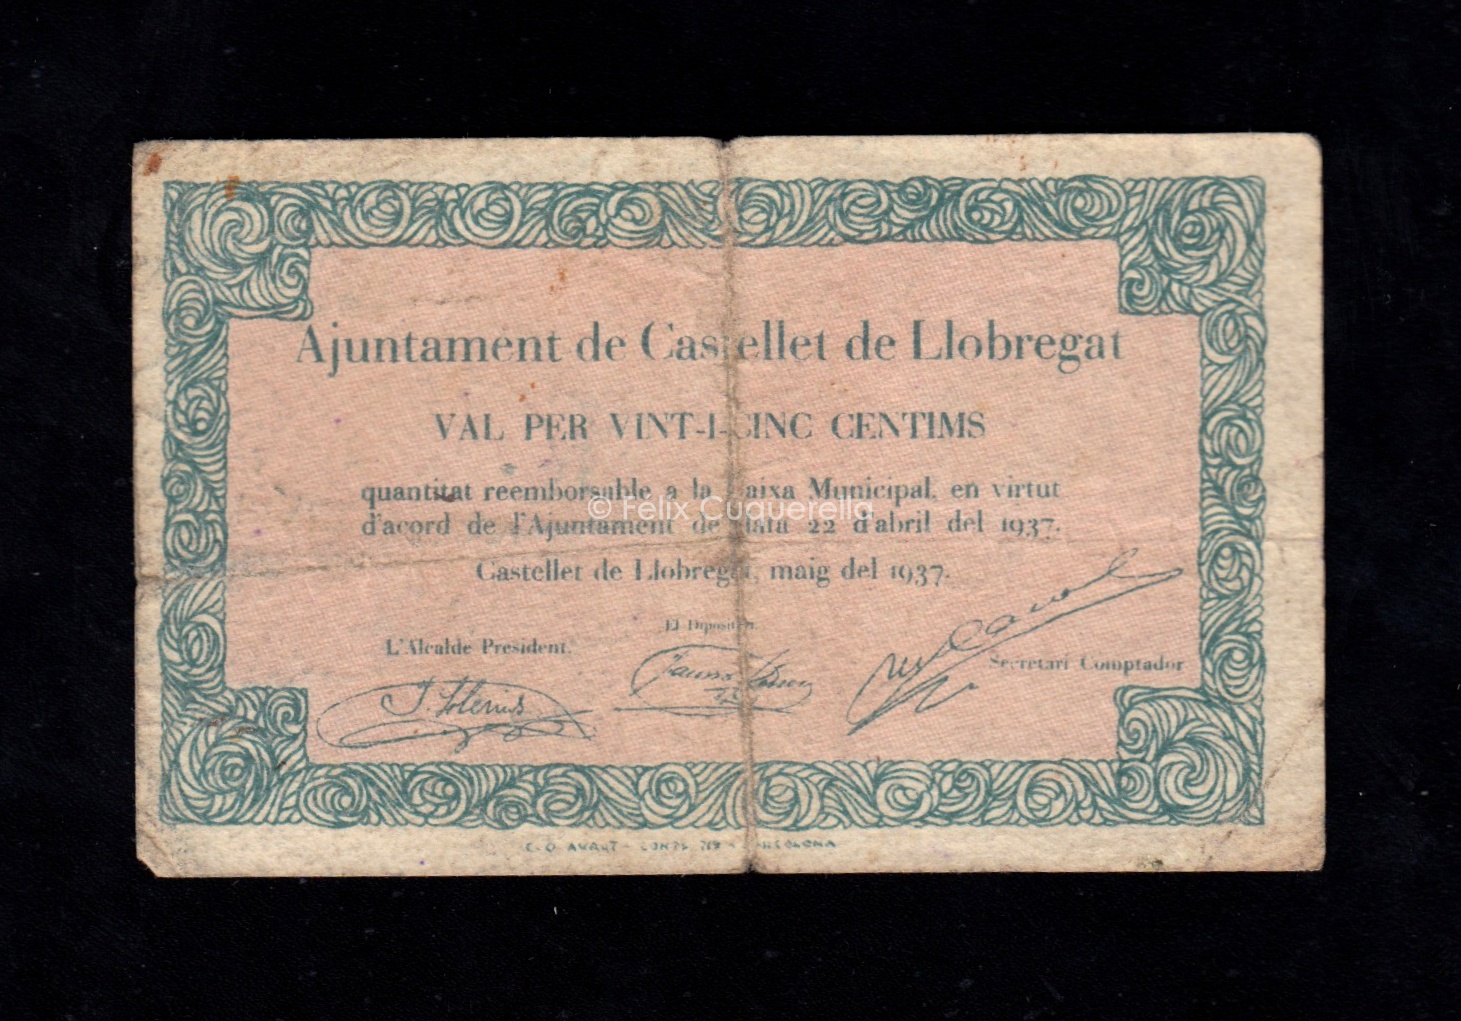 Ajuntament de Castellet de Llobregat
VAL PER VINT-I-CINC CENTIMS
quantitat reemborsable a la Caixa Municipal, en virtut
© Felix Cuquerella
d'acord de l'Ajuntament de data 22 d'abril del 1937.
Castellet de Llobregat, maig del 1937.
El Dipositari.
L'Alcalde President.
Secretari Comptador